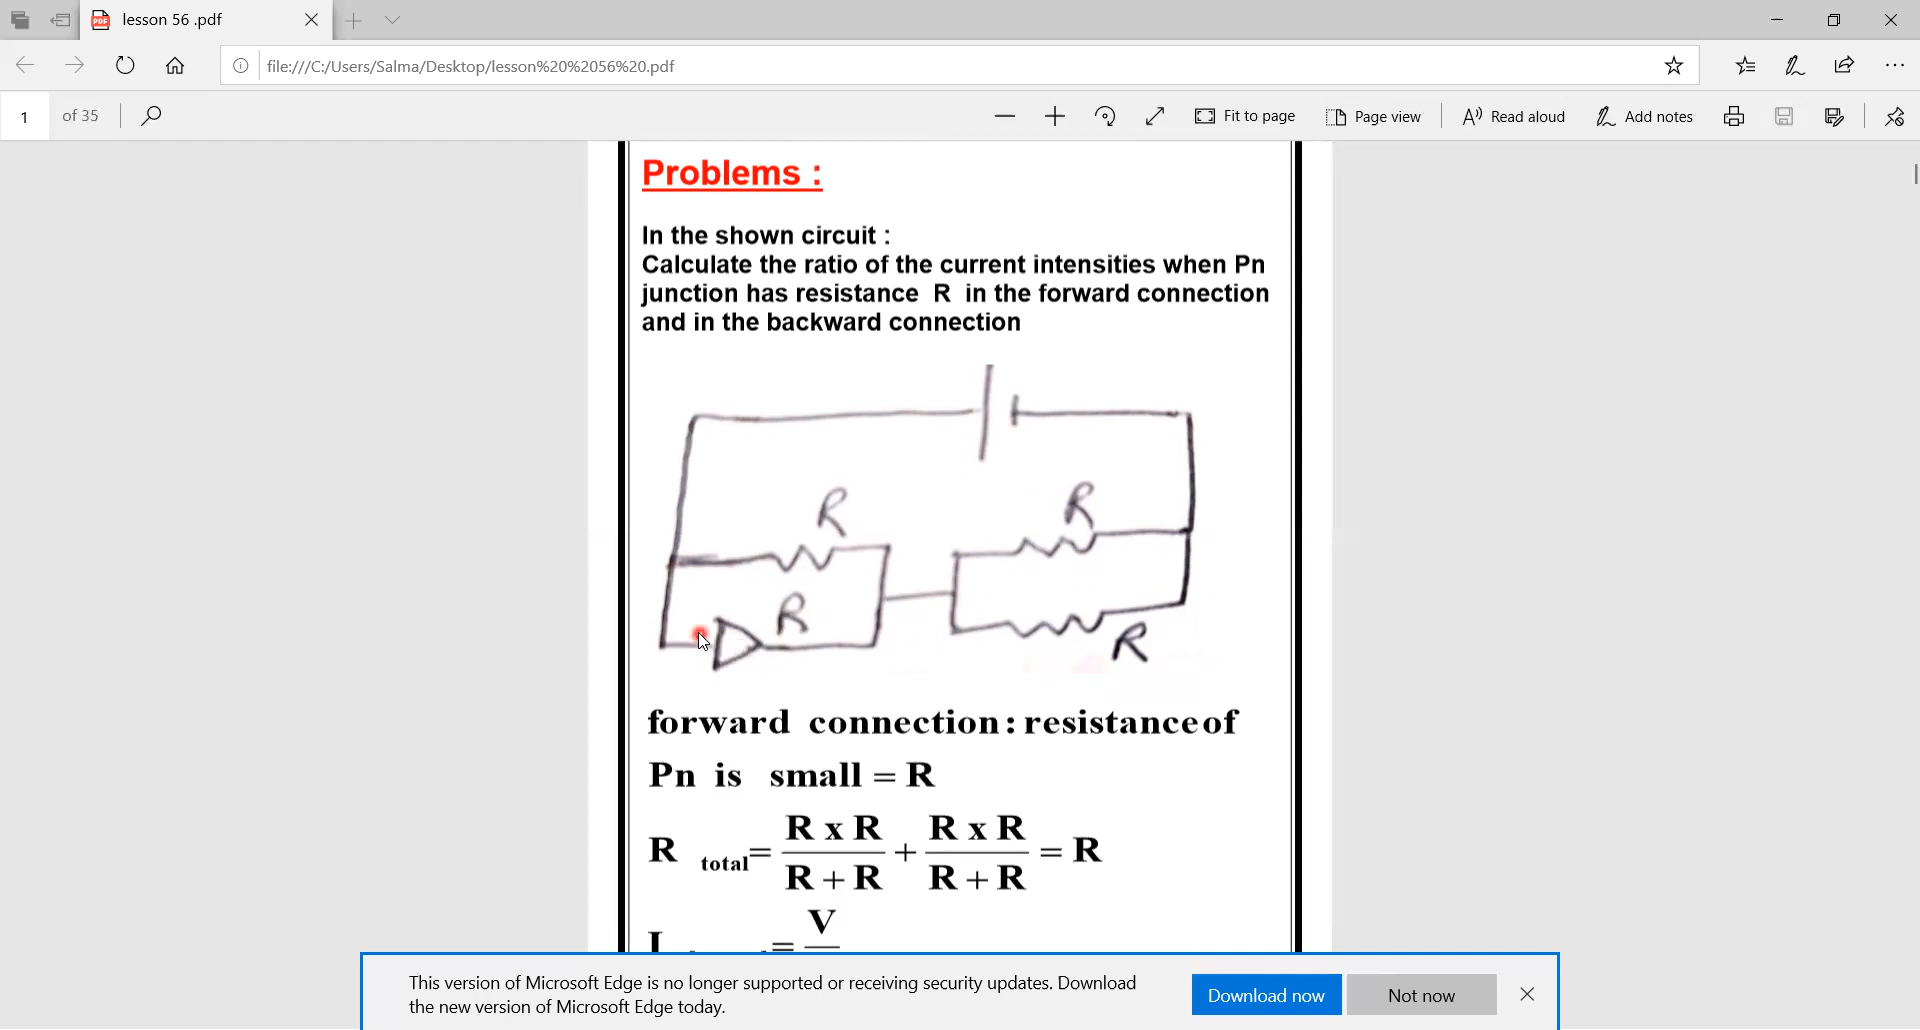 lesson 56 .pdf
file:///C:/Users/Salma/Desktop/lesson%20%2056%20.pdf
1 of 35
Fit to page
Page view
Read aloud
Add notes
Problems :
In the shown circuit :
Calculate the ratio of the current intensities when Pn
junction has resistance R in the forward connection
and in the backward connection
R
R
R
R
forward connection : resistance of
Pn is small = R
R total = R x R / R + R + R x R / R + R = R
V
This version of Microsoft Edge is no longer supported or receiving security updates. Download
the new version of Microsoft Edge today.
Download now
Not now